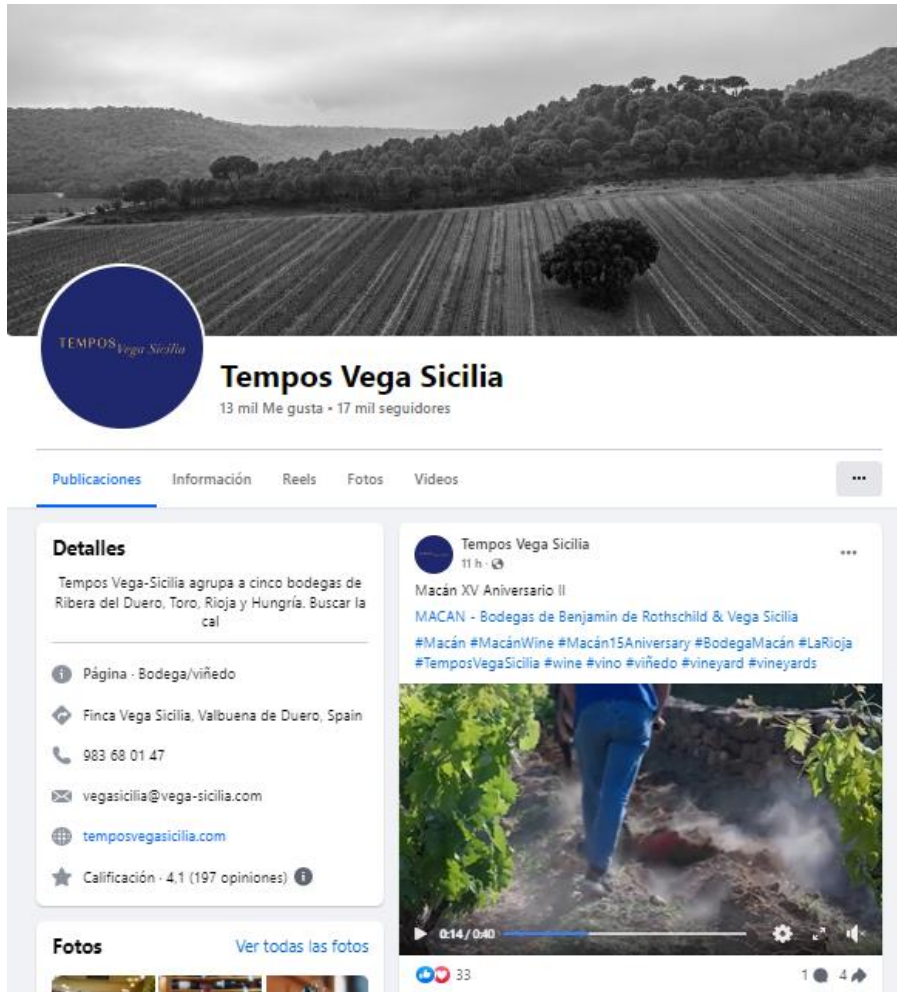 TEMPOS Vega Sicilia
Tempos Vega Sicilia
13 mil Me gusta • 17 mil seguidores
Publicaciones Información Reels Fotos Videos
Detalles
Tempos Vega-Sicilia agrupa a cinco bodegas de
Ribera del Duero, Toro, Rioja y Hungría. Buscar la
cal
Página · Bodega/viñedo
Finca Vega Sicilia, Valbuena de Duero, Spain
983 68 01 47
vegasicilia@vega-sicilia.com
temposvegasicilia.com
Calificación · 4,1 (197 opiniones)
Fotos Ver todas las fotos
Tempos Vega Sicilia
11 h ·
Macán XV Aniversario II
MACAN - Bodegas de Benjamin de Rothschild & Vega Sicilia
#Macán #MacánWine #Macán15Aniversary #BodegaMacán #LaRioja
#TemposVegaSicilia #wine #vino #viñedo #vineyard #vineyards
0:14 / 0:40
33 1 4